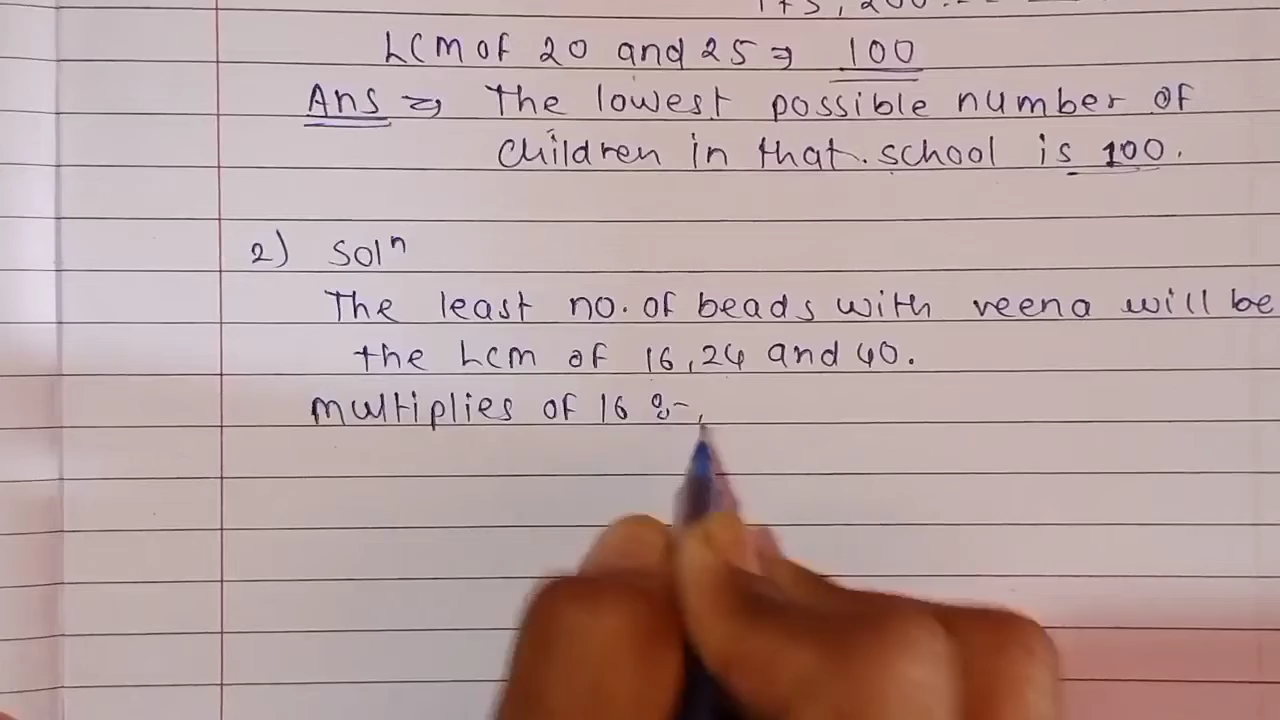 175, 200..
LCM of 20 and 25 ⇒ 100
Ans ⇒ The lowest possible number of
children in that. school is 100.
2) Solⁿ
The least no. of beads with veena will be
the LCM of 16, 24 and 40.
multiplies of 16 :-